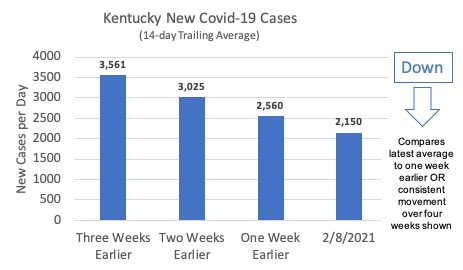 Kentucky New Covid-19 Cases
(14-day Trailing Average)
4000
3500
3000
2500
2000
1500
1000
500
0
New Cases per Day
3,561
3,025
2,560
2,150
Three Weeks
Earlier
Two Weeks
Earlier
One Week
Earlier
2/8/2021
Down
Compares
latest average
to one week
earlier OR
consistent
movement
over four
weeks shown